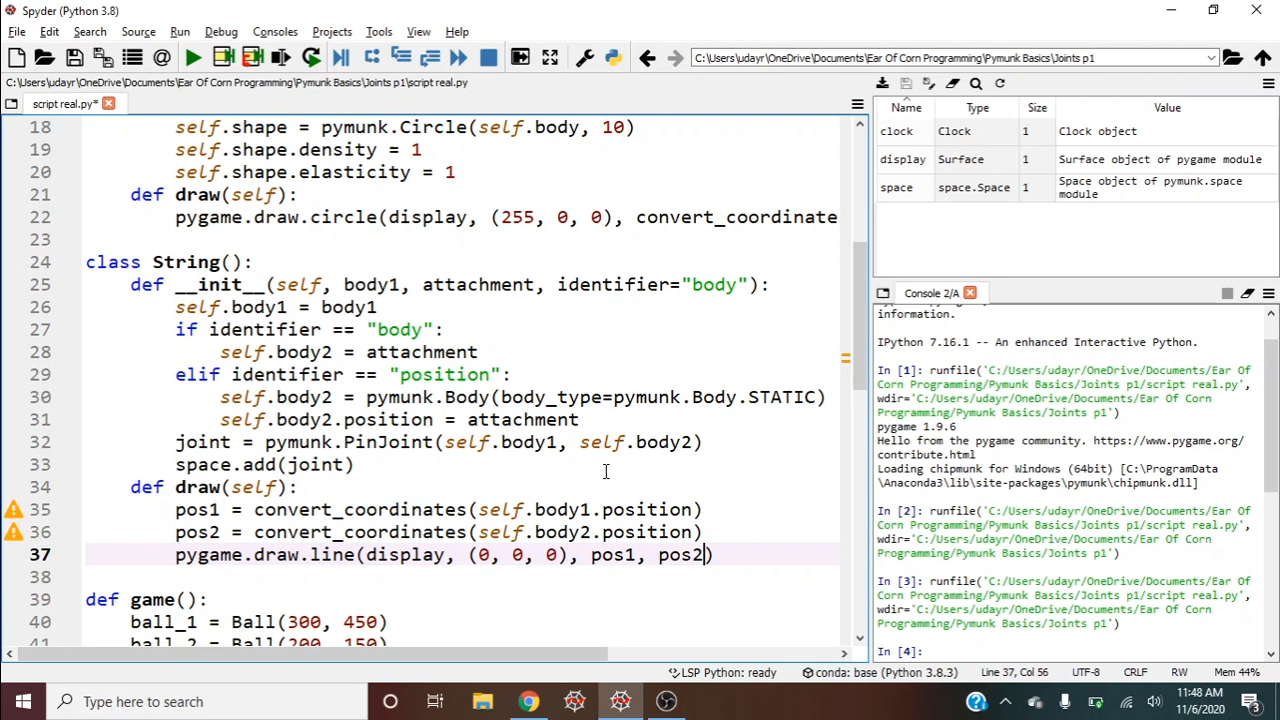 Spyder (Python 3.8)
File Edit Search Source Run Debug Consoles Projects Tools View Help
C:\Users\udayr\OneDrive\Documents\Ear Of Corn Programming\Pymunk Basics\Joints p1
C:\Users\udayr\OneDrive\Documents\Ear Of Corn Programming\Pymunk Basics\Joints p1\script real.py
script real.py*
18 self.shape = pymunk.Circle(self.body, 10)
19 self.shape.density = 1
20 self.shape.elasticity = 1
21 def draw(self):
22 pygame.draw.circle(display, (255, 0, 0), convert_coordinate
23
24 class String():
25 def __init__(self, body1, attachment, identifier="body"):
26 self.body1 = body1
27 if identifier == "body":
28 self.body2 = attachment
29 elif identifier == "position":
30 self.body2 = pymunk.Body(body_type=pymunk.Body.STATIC)
31 self.body2.position = attachment
32 joint = pymunk.PinJoint(self.body1, self.body2)
33 space.add(joint)
34 def draw(self):
35 pos1 = convert_coordinates(self.body1.position)
36 pos2 = convert_coordinates(self.body2.position)
37 pygame.draw.line(display, (0, 0, 0), pos1, pos2)
38
39 def game():
40 ball_1 = Ball(300, 450)
41 ball_2 = Ball(200, 150)
Name Type Size Value
clock Clock 1 Clock object
display Surface 1 Surface object of pygame module
space space.Space 1 Space object of pymunk.space
module
Console 2/A
information.
IPython 7.16.1 -- An enhanced Interactive Python.
In [1]: runfile('C:/Users/udayr/OneDrive/Documents/Ear Of
Corn Programming/Pymunk Basics/Joints p1/script real.py',
wdir='C:/Users/udayr/OneDrive/Documents/Ear Of Corn
Programming/Pymunk Basics/Joints p1')
pygame 1.9.6
Hello from the pygame community. https://www.pygame.org/
contribute.html
Loading chipmunk for Windows (64bit) [C:\ProgramData
\Anaconda3\lib\site-packages\pymunk\chipmunk.dll]
In [2]: runfile('C:/Users/udayr/OneDrive/Documents/Ear Of
Corn Programming/Pymunk Basics/Joints p1/script real.py',
wdir='C:/Users/udayr/OneDrive/Documents/Ear Of Corn
Programming/Pymunk Basics/Joints p1')
In [3]: runfile('C:/Users/udayr/OneDrive/Documents/Ear Of
Corn Programming/Pymunk Basics/Joints p1/script real.py',
wdir='C:/Users/udayr/OneDrive/Documents/Ear Of Corn
Programming/Pymunk Basics/Joints p1')
In [4]:
LSP Python: ready conda: base (Python 3.8.3) Line 37, Col 56 UTF-8 CRLF RW Mem 44%
Type here to search
11:48 AM
11/6/2020
3